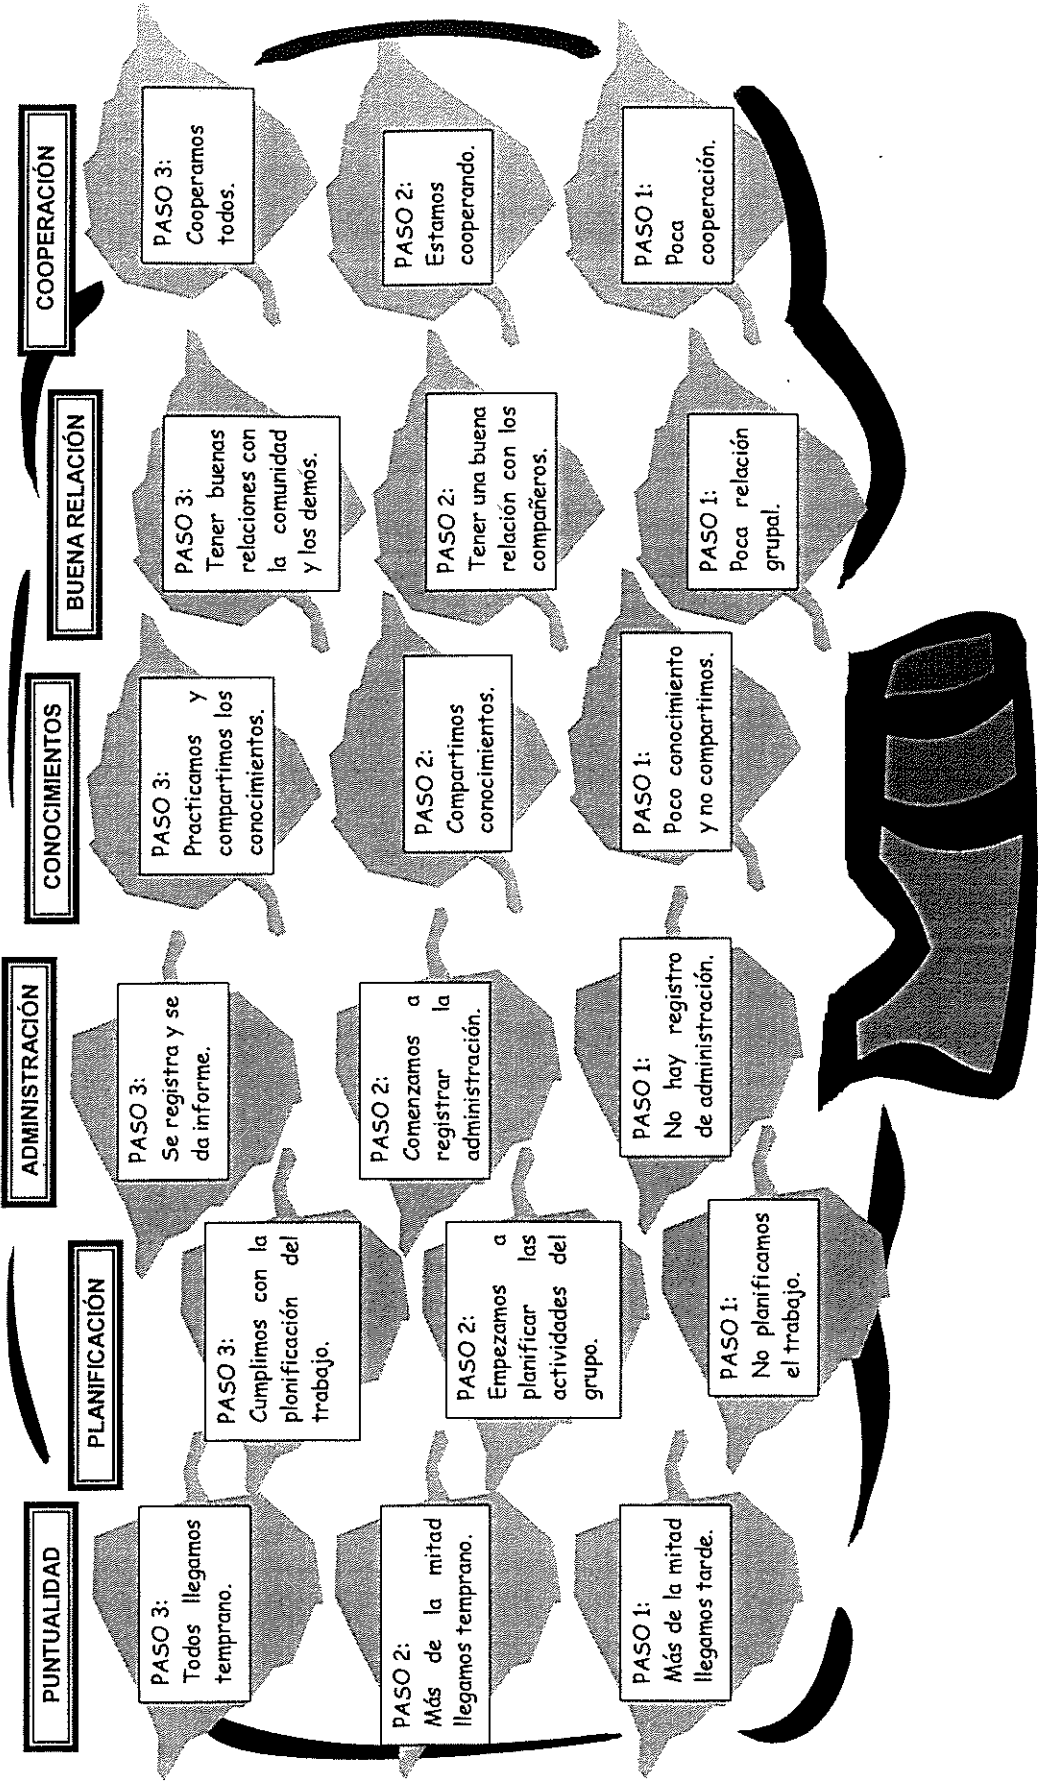 PUNTUALIDAD
PASO 3:
Todos llegamos
temprano.
PASO 2:
Más de la mitad
llegamos temprano.
PASO 1:
Más de la mitad
llegamos tarde.
PLANIFICACIÓN
PASO 3:
Cumplimos con la
planificación del
trabajo.
PASO 2:
Empezamos a
planificar las
actividades del
grupo.
PASO 1:
No planificamos
el trabajo.
ADMINISTRACIÓN
PASO 3:
Se registra y se
da informe.
PASO 2:
Comenzamos a
registrar la
administración.
PASO 1:
No hay registro
de administración.
CONOCIMIENTOS
PASO 3:
Practicamos y
compartimos los
conocimientos.
PASO 2:
Compartimos
conocimientos.
PASO 1:
Poco conocimiento
y no compartimos.
BUENA RELACIÓN
PASO 3:
Tener buenas
relaciones con
la comunidad
y los demás.
PASO 2:
Tener una buena
relación con los
compañeros.
PASO 1:
Poca relación
grupal.
COOPERACIÓN
PASO 3:
Cooperamos
todos.
PASO 2:
Estamos
cooperando.
PASO 1:
Poca
cooperación.